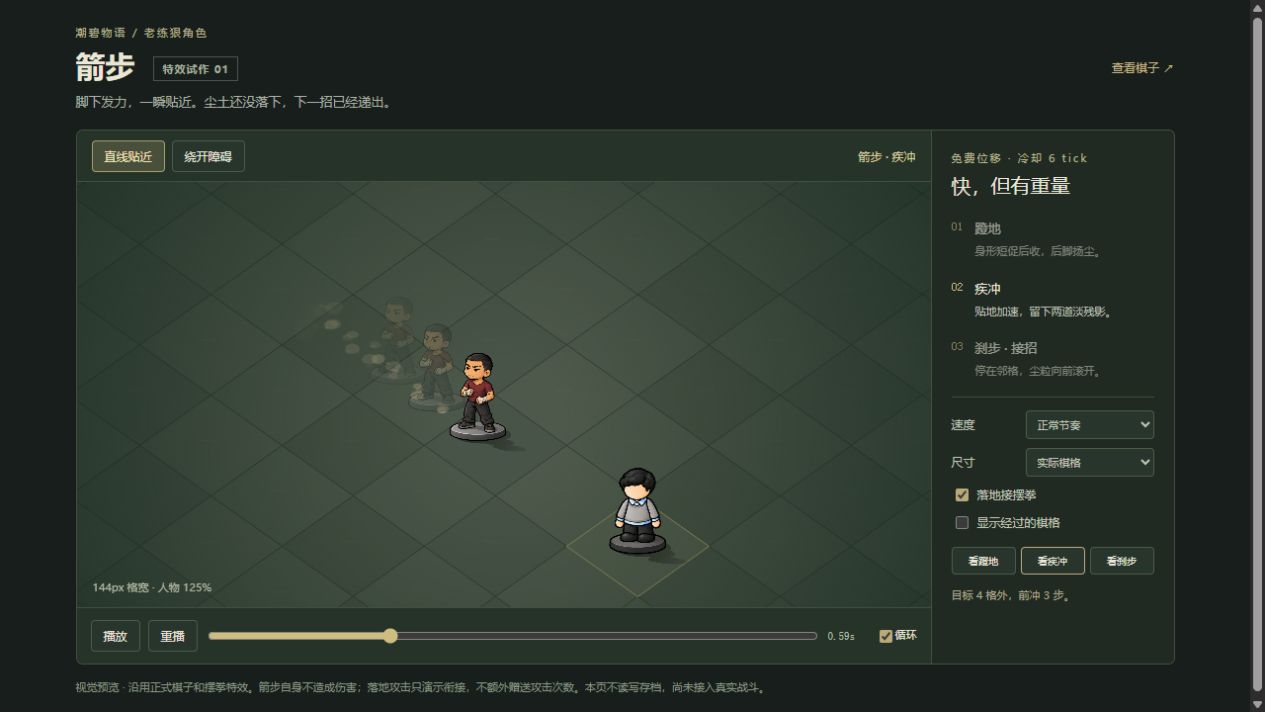 潮碧物语 / 老练狠角色
箭步 特效试作 01
查看棋子 ↗
脚下发力，一瞬贴近。尘土还没落下，下一招已经递出。
直线贴近 绕开障碍 箭步 · 疾冲
144px 格宽 · 人物 125%
播放 重播 0.59s 循环
免费位移 · 冷却 6 tick
快，但有重量
01 蹬地
身形短促后收，后脚扬尘。
02 疾冲
贴地加速，留下两道淡残影。
03 刹步 · 接招
停在邻格，尘粒向前滚开。
速度 正常节奏
尺寸 实际棋格
落地接摆拳
显示经过的棋格
看蹬地 看疾冲 看刹步
目标 4 格外，前冲 3 步。
视觉预览 · 沿用正式棋子和摆拳特效。箭步自身不造成伤害；落地攻击只演示衔接，不额外赠送攻击次数。本页不读写存档，尚未接入真实战斗。